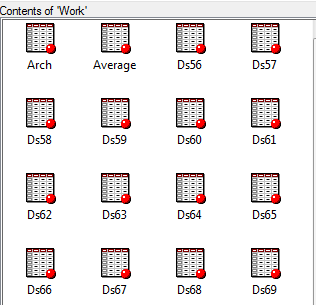 Contents of 'Work'
Arch Average Ds56 Ds57
Ds58 Ds59 Ds60 Ds61
Ds62 Ds63 Ds64 Ds65
Ds66 Ds67 Ds68 Ds69